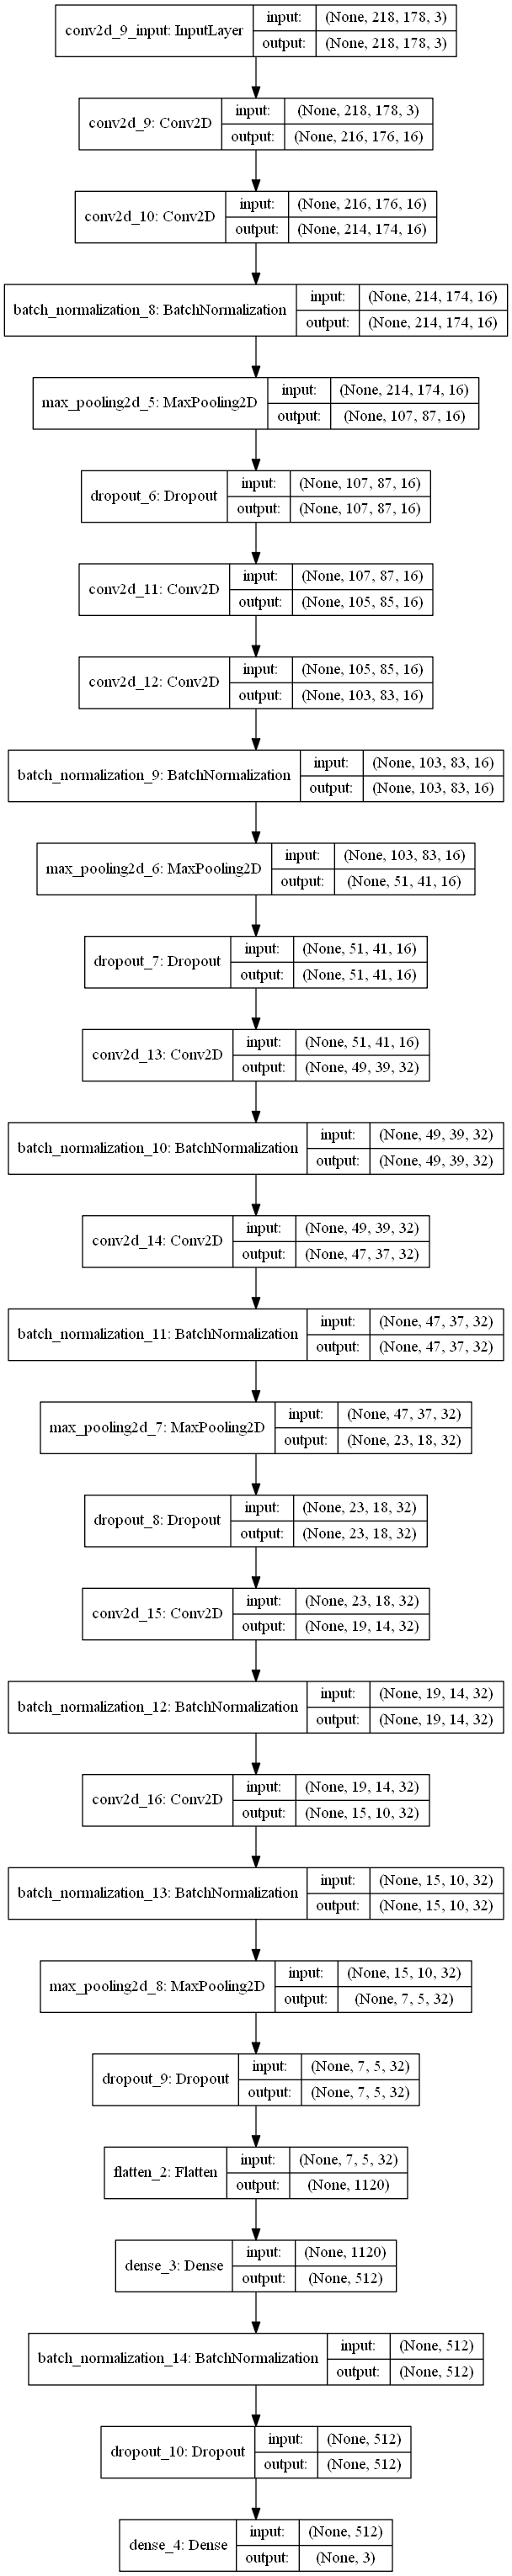 conv2d_9_input: InputLayer input: (None, 218, 178, 3)
output: (None, 218, 178, 3)
conv2d_9: Conv2D input: (None, 218, 178, 3)
output: (None, 216, 176, 16)
conv2d_10: Conv2D input: (None, 216, 176, 16)
output: (None, 214, 174, 16)
batch_normalization_8: BatchNormalization input: (None, 214, 174, 16)
output: (None, 214, 174, 16)
max_pooling2d_5: MaxPooling2D input: (None, 214, 174, 16)
output: (None, 107, 87, 16)
dropout_6: Dropout input: (None, 107, 87, 16)
output: (None, 107, 87, 16)
conv2d_11: Conv2D input: (None, 107, 87, 16)
output: (None, 105, 85, 16)
conv2d_12: Conv2D input: (None, 105, 85, 16)
output: (None, 103, 83, 16)
batch_normalization_9: BatchNormalization input: (None, 103, 83, 16)
output: (None, 103, 83, 16)
max_pooling2d_6: MaxPooling2D input: (None, 103, 83, 16)
output: (None, 51, 41, 16)
dropout_7: Dropout input: (None, 51, 41, 16)
output: (None, 51, 41, 16)
conv2d_13: Conv2D input: (None, 51, 41, 16)
output: (None, 49, 39, 32)
batch_normalization_10: BatchNormalization input: (None, 49, 39, 32)
output: (None, 49, 39, 32)
conv2d_14: Conv2D input: (None, 49, 39, 32)
output: (None, 47, 37, 32)
batch_normalization_11: BatchNormalization input: (None, 47, 37, 32)
output: (None, 47, 37, 32)
max_pooling2d_7: MaxPooling2D input: (None, 47, 37, 32)
output: (None, 23, 18, 32)
dropout_8: Dropout input: (None, 23, 18, 32)
output: (None, 23, 18, 32)
conv2d_15: Conv2D input: (None, 23, 18, 32)
output: (None, 19, 14, 32)
batch_normalization_12: BatchNormalization input: (None, 19, 14, 32)
output: (None, 19, 14, 32)
conv2d_16: Conv2D input: (None, 19, 14, 32)
output: (None, 15, 10, 32)
batch_normalization_13: BatchNormalization input: (None, 15, 10, 32)
output: (None, 15, 10, 32)
max_pooling2d_8: MaxPooling2D input: (None, 15, 10, 32)
output: (None, 7, 5, 32)
dropout_9: Dropout input: (None, 7, 5, 32)
output: (None, 7, 5, 32)
flatten_2: Flatten input: (None, 7, 5, 32)
output: (None, 1120)
dense_3: Dense input: (None, 1120)
output: (None, 512)
batch_normalization_14: BatchNormalization input: (None, 512)
output: (None, 512)
dropout_10: Dropout input: (None, 512)
output: (None, 512)
dense_4: Dense input: (None, 512)
output: (None, 3)